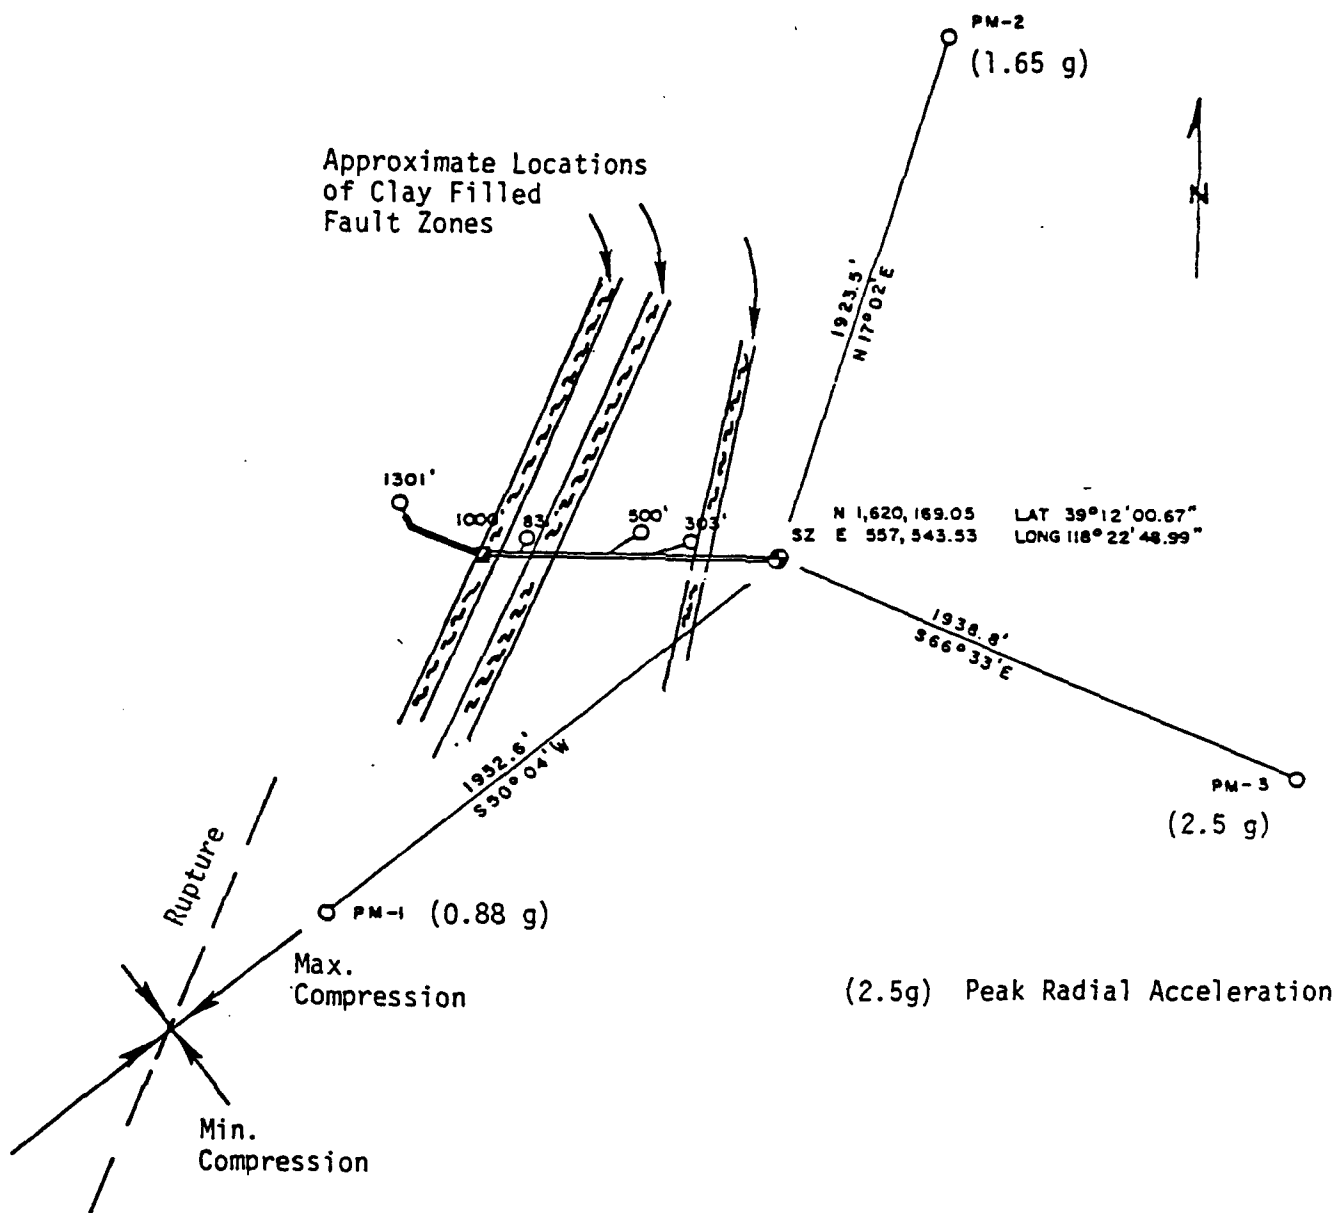 PM-2
(1.65 g)
Approximate Locations
of Clay Filled
Fault Zones
N
1923.5'
N 17° 02' E
1301'
1000'
83
500'
303'
N 1,620,169.05 LAT 39° 12' 00.67"
SZ E 557,543.53 LONG 118° 22' 48.99"
1938.8'
S 66° 33' E
1952.6'
S 50° 04' W
PM-3
(2.5 g)
Rupture
PM-1 (0.88 g)
Max.
Compression
(2.5g) Peak Radial Acceleration
Min.
Compression